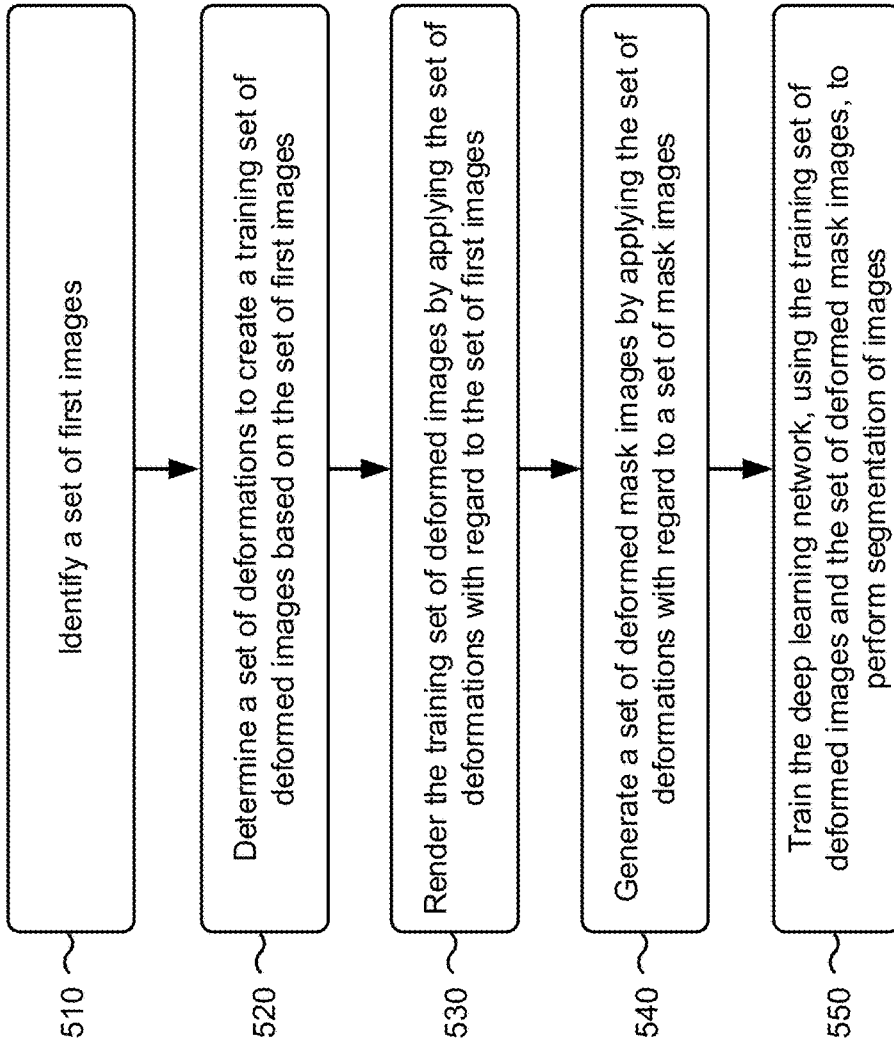 510
Identify a set of first images
520
Determine a set of deformations to create a training set of
deformed images based on the set of first images
530
Render the training set of deformed images by applying the set of
deformations with regard to the set of first images
540
Generate a set of deformed mask images by applying the set of
deformations with regard to a set of mask images
550
Train the deep learning network, using the training set of
deformed images and the set of deformed mask images, to
perform segmentation of images